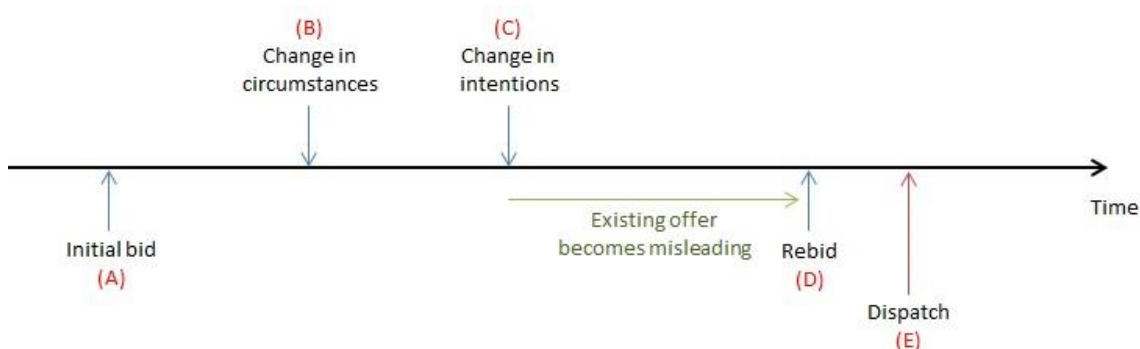 (B)
Change in
circumstances
(C)
Change in
intentions
Time
Existing offer
becomes misleading
Initial bid
(A)
Rebid
(D)
Dispatch
(E)